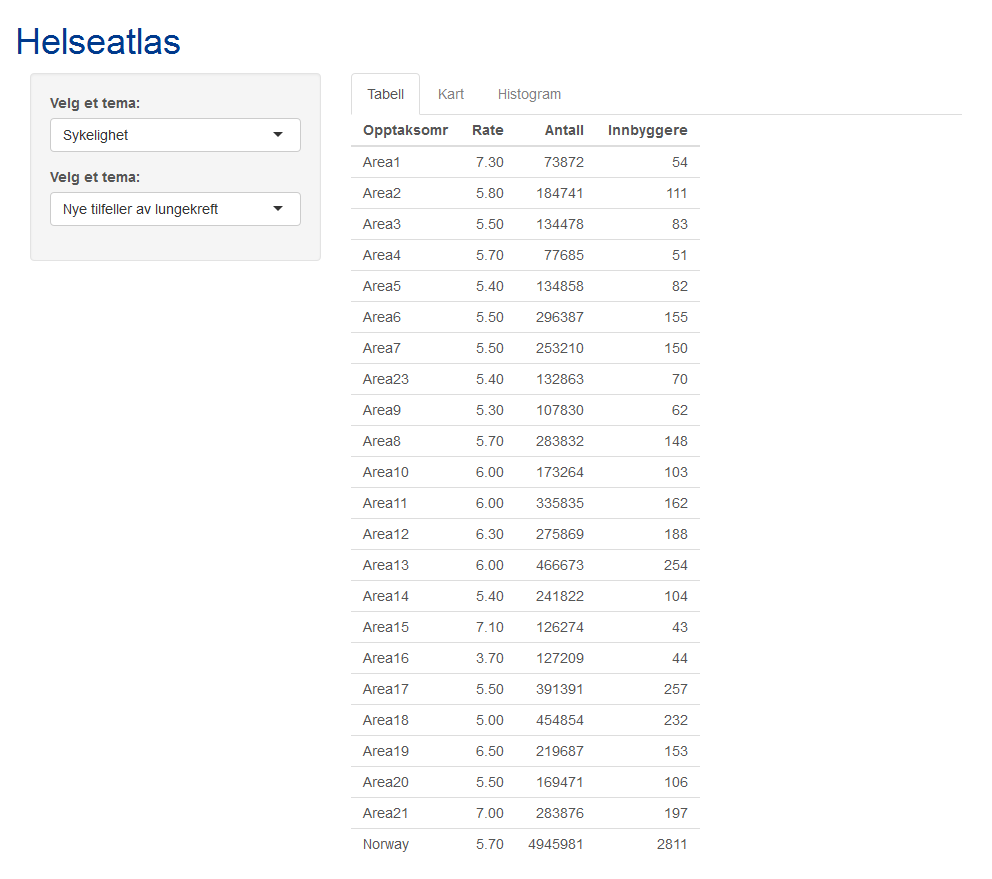 Helseatlas
Velg et tema:
Sykelighet
Velg et tema:
Nye tilfeller av lungekreft
Tabell Kart Histogram
Opptaksomr Rate Antall Innbyggere
Area1 7.30 73872 54
Area2 5.80 184741 111
Area3 5.50 134478 83
Area4 5.70 77685 51
Area5 5.40 134858 82
Area6 5.50 296387 155
Area7 5.50 253210 150
Area23 5.40 132863 70
Area9 5.30 107830 62
Area8 5.70 283832 148
Area10 6.00 173264 103
Area11 6.00 335835 162
Area12 6.30 275869 188
Area13 6.00 466673 254
Area14 5.40 241822 104
Area15 7.10 126274 43
Area16 3.70 127209 44
Area17 5.50 391391 257
Area18 5.00 454854 232
Area19 6.50 219687 153
Area20 5.50 169471 106
Area21 7.00 283876 197
Norway 5.70 4945981 2811